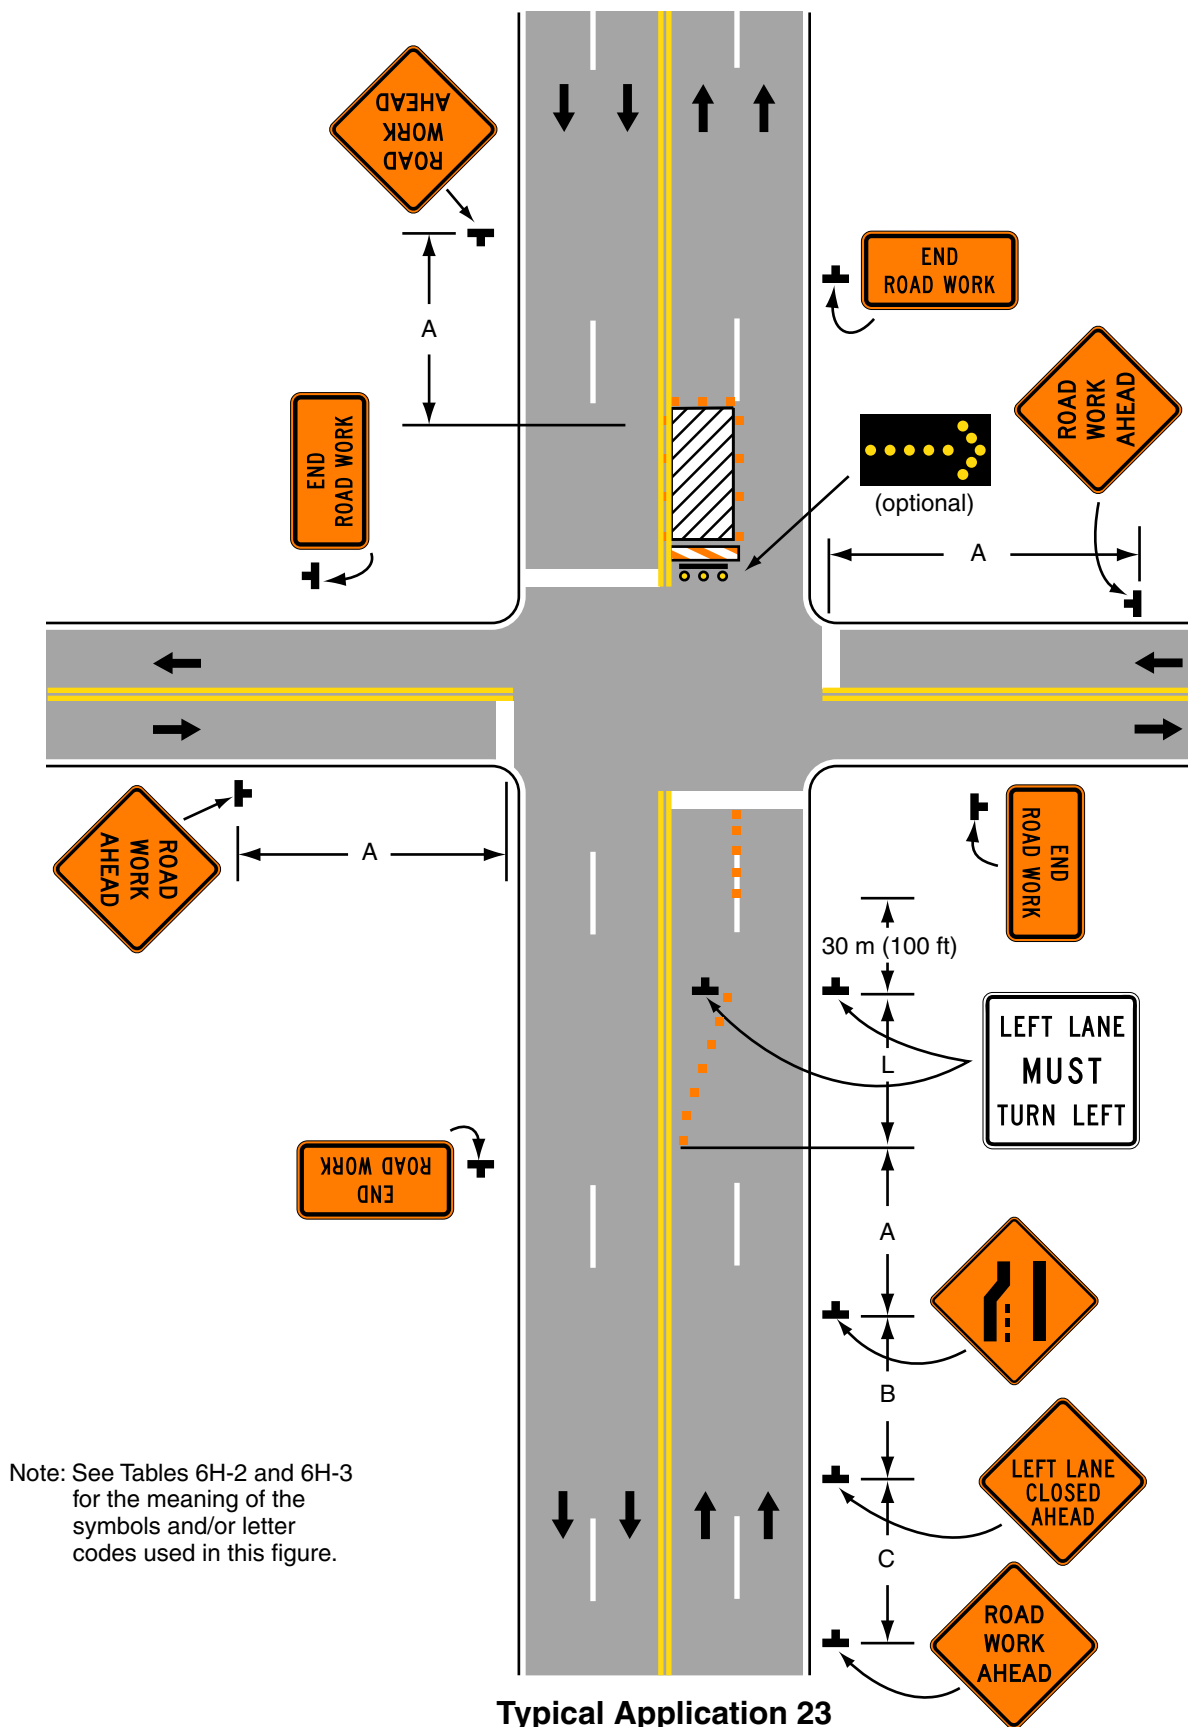 ROAD
WORK
AHEAD
END
ROAD WORK
A
ROAD
WORK
AHEAD
END
ROAD WORK
(optional)
A
ROAD
WORK
AHEAD
A
END
ROAD WORK
30 m (100 ft)
LEFT LANE
MUST
TURN LEFT
L
END
ROAD WORK
A
B
LEFT LANE
CLOSED
AHEAD
Note: See Tables 6H-2 and 6H-3
for the meaning of the
symbols and/or letter
codes used in this figure.
C
ROAD
WORK
AHEAD
Typical Application 23